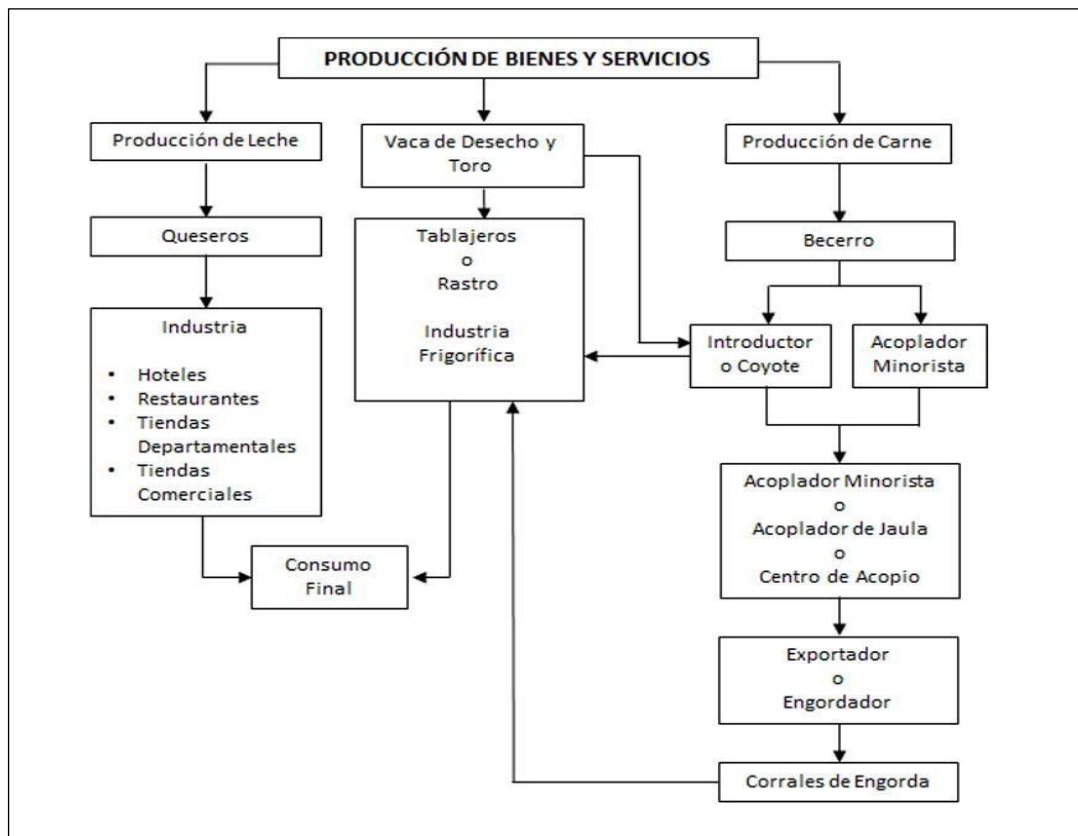 PRODUCCIÓN DE BIENES Y SERVICIOS
Producción de Leche
Queseros
Industria
• Hoteles
• Restaurantes
• Tiendas
Departamentales
• Tiendas
Comerciales
Vaca de Desecho y
Toro
Tablajeros
o
Rastro
Industria
Frigorífica
Consumo
Final
Producción de Carne
Becerro
Introductor
o Coyote
Acoplador
Minorista
Acoplador Minorista
o
Acoplador de Jaula
o
Centro de Acopio
Exportador
o
Engordador
Corrales de Engorda